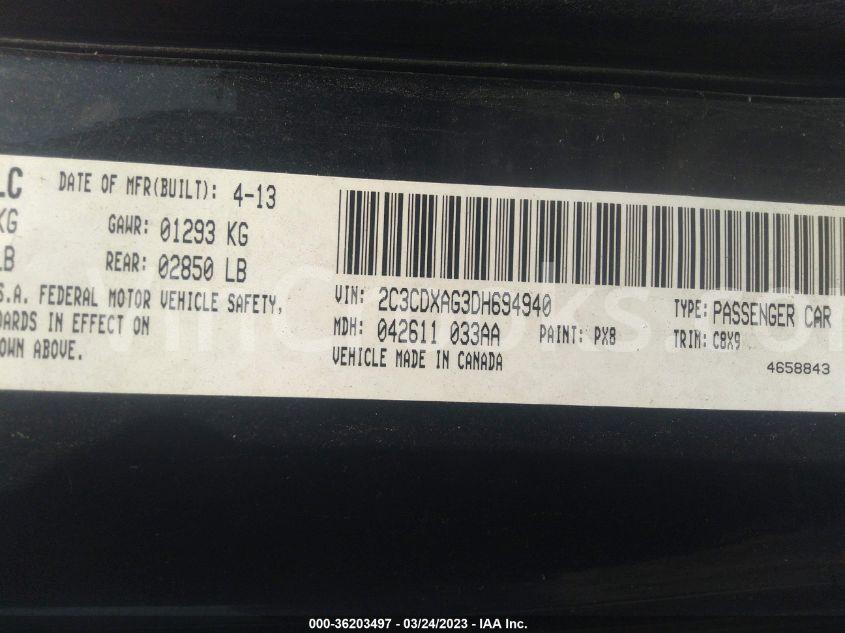 LC DATE OF MFR(BUILT): 4-13
KG GAWR: 01293 KG
LB REAR: 02850 LB
S.A. FEDERAL MOTOR VEHICLE SAFETY,
DARDS IN EFFECT ON
OWN ABOVE.
VIN: 2C3CDXAG3DH694940 TYPE: PASSENGER CAR
MDH: 042611 033AA PAINT: PX8 TRIM: C8X9
VEHICLE MADE IN CANADA 4658843
000-36203497 - 03/24/2023 - IAA Inc.